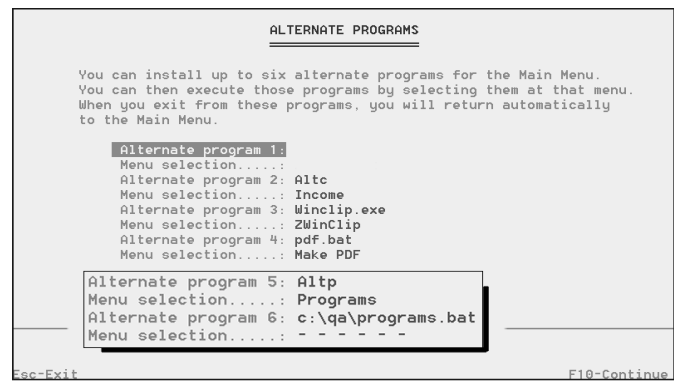 ALTERNATE PROGRAMS
You can install up to six alternate programs for the Main Menu.
You can then execute those programs by selecting them at that menu.
When you exit from these programs, you will return automatically
to the Main Menu.
Alternate program 1:
Menu selection.....:
Alternate program 2: Altc
Menu selection.....: Income
Alternate program 3: Winclip.exe
Menu selection.....: ZWinClip
Alternate program 4: pdf.bat
Menu selection.....: Make PDF
Alternate program 5: Altp
Menu selection.....: Programs
Alternate program 6: c:\qa\programs.bat
Menu selection.....: - - - - - -
Esc-Exit F10-Continue